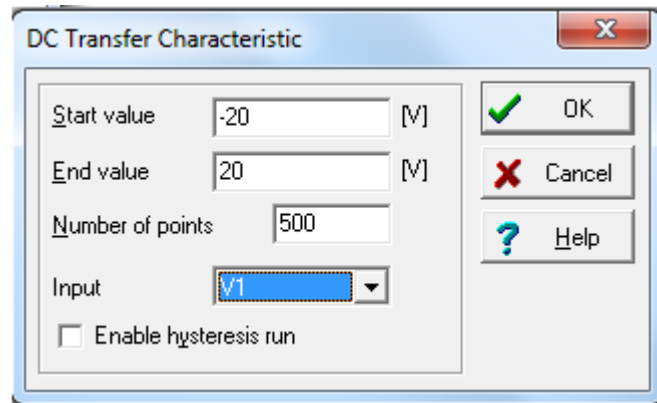 DC Transfer Characteristic
Start value -20 [V]
End value 20 [V]
Number of points 500
Input V1
Enable hysteresis run
OK
Cancel
? Help